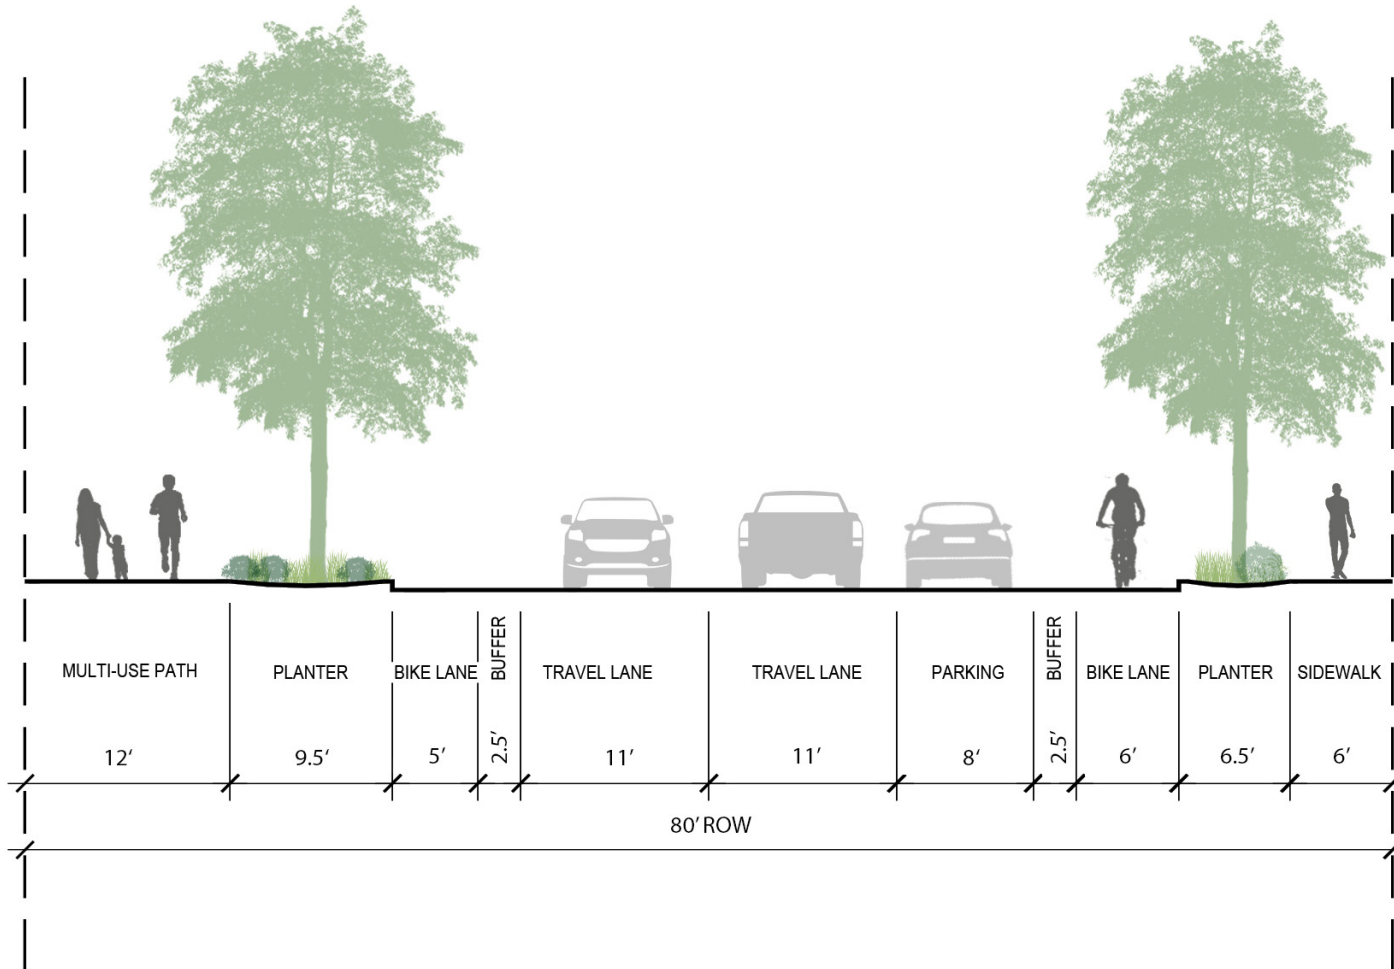 MULTI-USE PATH
PLANTER
BIKE LANE
BUFFER
TRAVEL LANE
TRAVEL LANE
PARKING
BUFFER
BIKE LANE
PLANTER
SIDEWALK
12′
9.5′
5′
2.5′
11′
11′
8′
2.5′
6′
6.5′
6′
80′ ROW